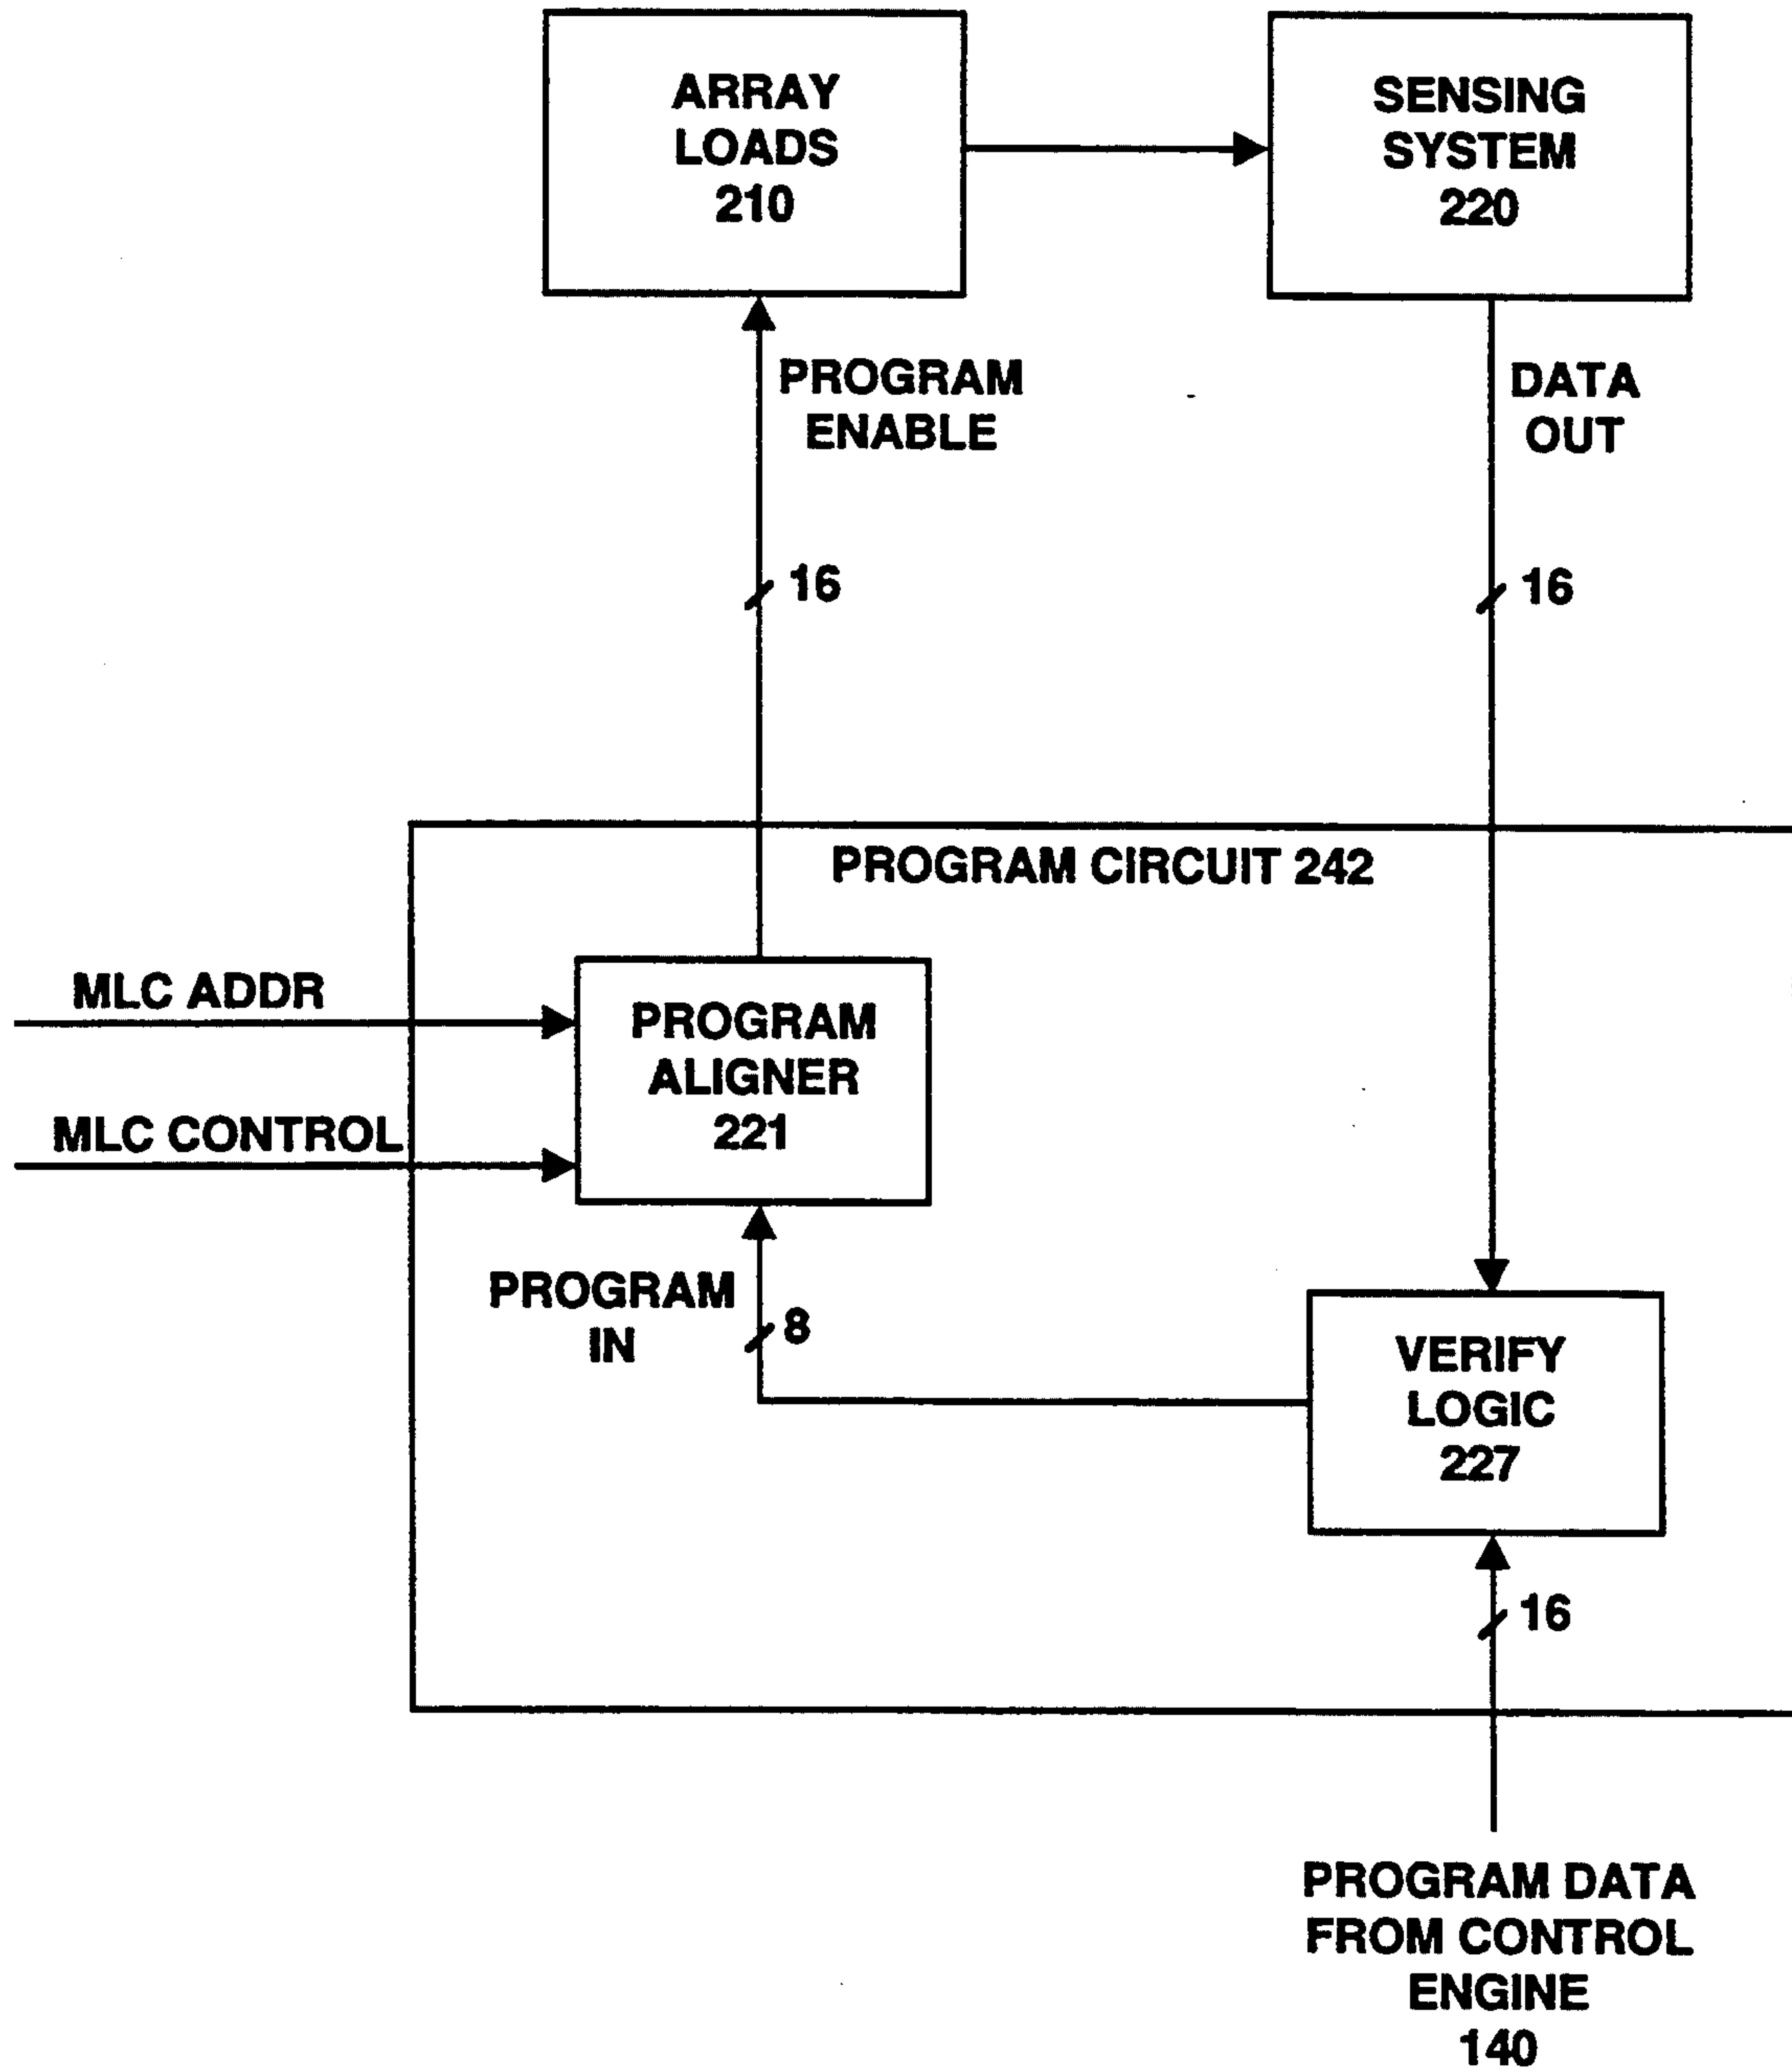 ARRAY
LOADS
210
SENSING
SYSTEM
220
PROGRAM
ENABLE
DATA
OUT
16
16
PROGRAM CIRCUIT 242
MLC ADDR
MLC CONTROL
PROGRAM
ALIGNER
221
PROGRAM
IN
8
VERIFY
LOGIC
227
16
PROGRAM DATA
FROM CONTROL
ENGINE
140